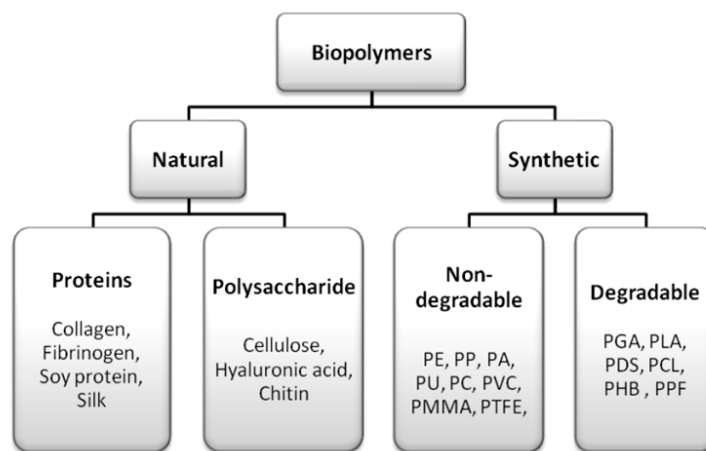 Biopolymers
Natural
Synthetic
Proteins
Collagen,
Fibrinogen,
Soy protein,
Silk
Polysaccharide
Cellulose,
Hyaluronic acid,
Chitin
Non-
degradable
PE, PP, PA,
PU, PC, PVC,
PMMA, PTFE,
Degradable
PGA, PLA,
PDS, PCL,
PHB , PPF